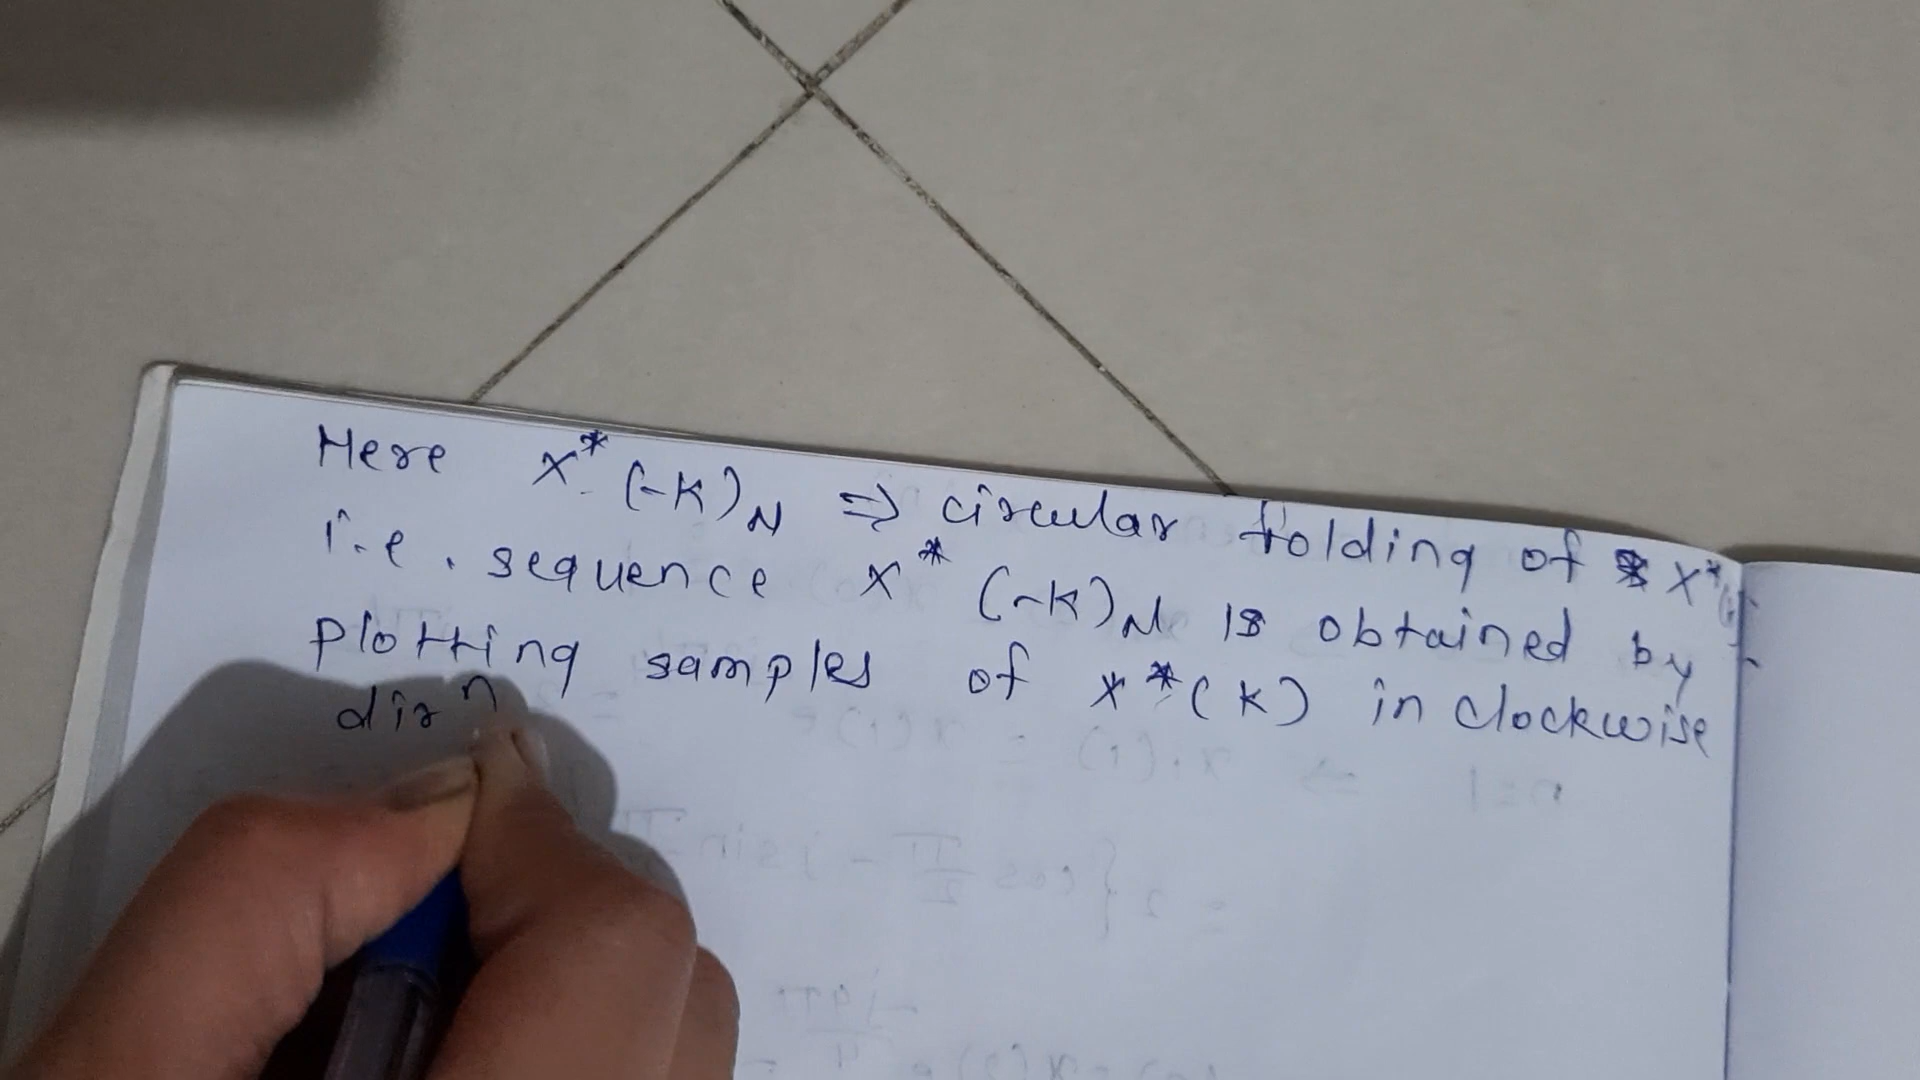 Here X*(-K)N ⇒ circular folding of X*
i.e. sequence X*(-K)N is obtained by
plotting samples of X*(K) in clockwise
dirⁿ